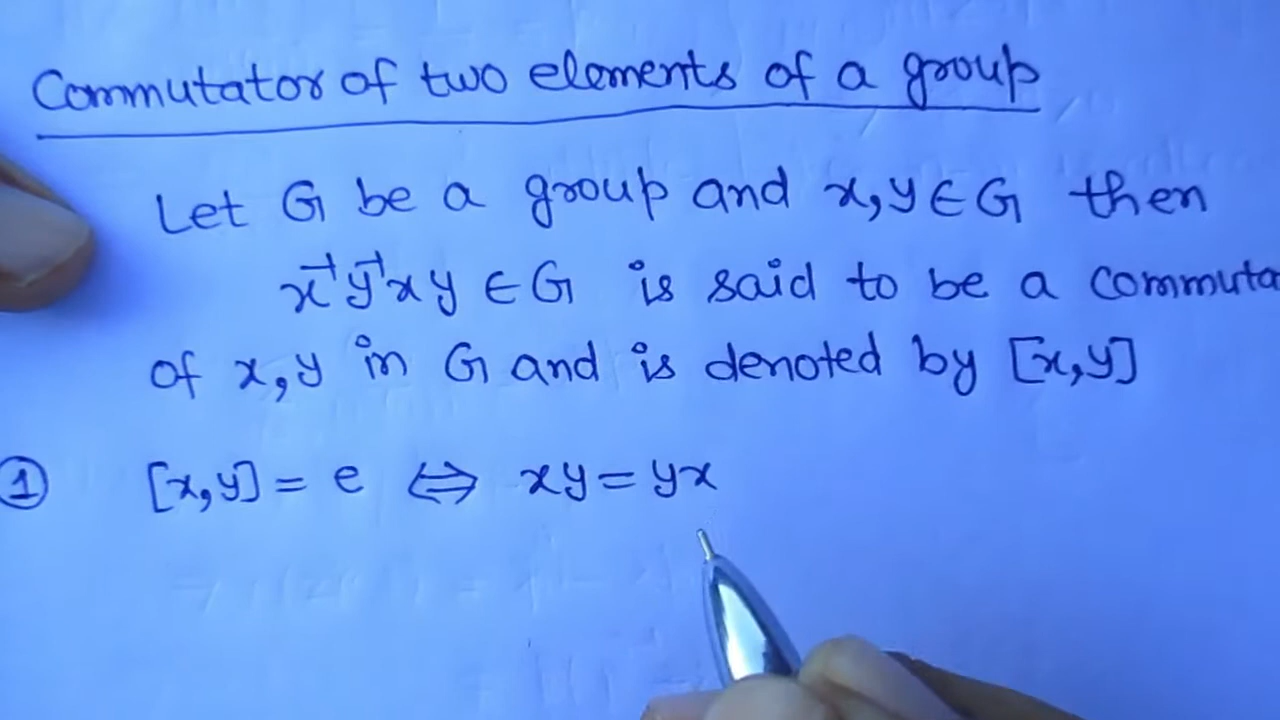 Commutator of two elements of a group
Let G be a group and x, y ∈ G then
x⁻¹y⁻¹xy ∈ G is said to be a commuta
of x, y in G and is denoted by [x,y]
① [x,y] = e ⇔ xy = yx